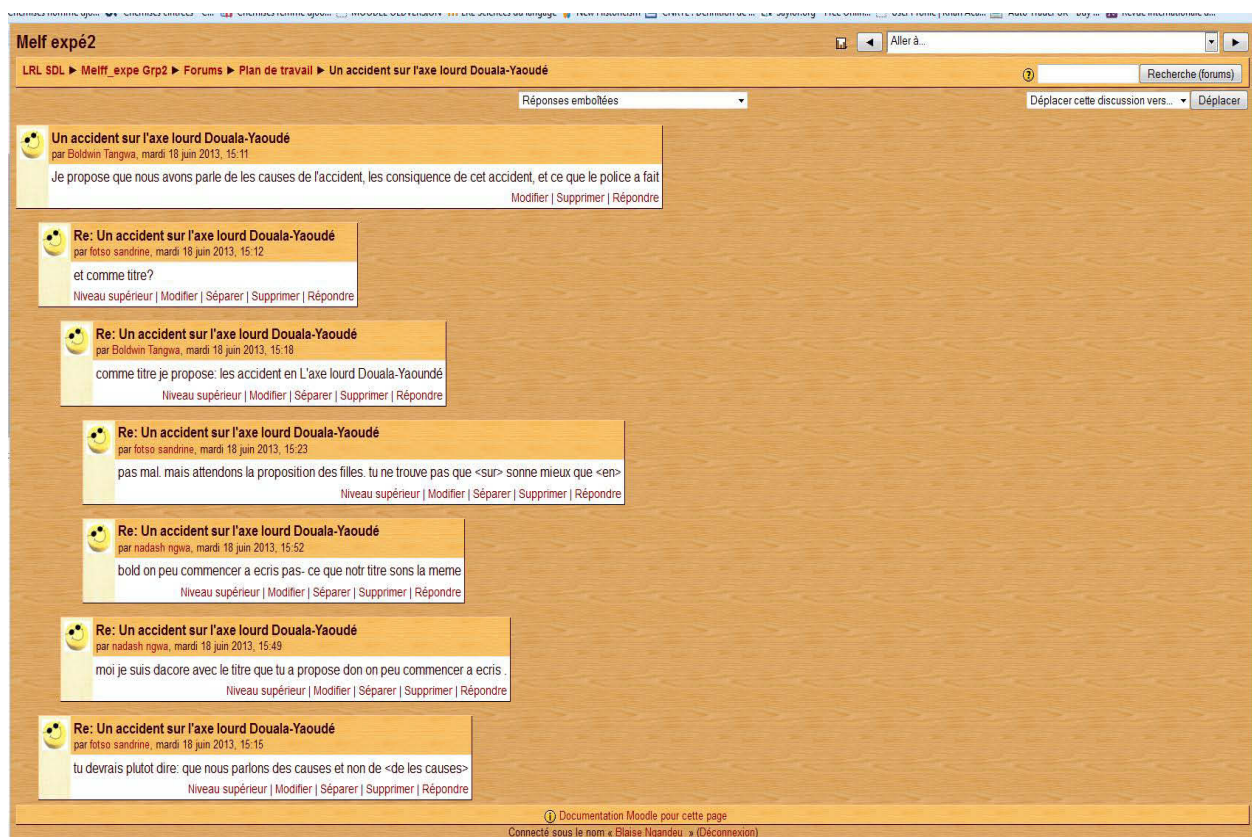 Melf expé2
Aller à...
LRL SDL ► Melff_expe Grp2 ► Forums ► Plan de travail ► Un accident sur l'axe lourd Douala-Yaoudé
Recherche (forums)
Réponses emboîtées
Déplacer cette discussion vers... Déplacer
Un accident sur l'axe lourd Douala-Yaoudé
par Boldwin Tangwa, mardi 18 juin 2013, 15:11
Je propose que nous avons parle de les causes de l'accident, les consiquence de cet accident, et ce que le police a fait
Modifier | Supprimer | Répondre
Re: Un accident sur l'axe lourd Douala-Yaoudé
par fotso sandrine, mardi 18 juin 2013, 15:12
et comme titre?
Niveau supérieur | Modifier | Séparer | Supprimer | Répondre
Re: Un accident sur l'axe lourd Douala-Yaoudé
par Boldwin Tangwa, mardi 18 juin 2013, 15:18
comme titre je propose: les accident en L'axe lourd Douala-Yaoundé
Niveau supérieur | Modifier | Séparer | Supprimer | Répondre
Re: Un accident sur l'axe lourd Douala-Yaoudé
par fotso sandrine, mardi 18 juin 2013, 15:23
pas mal. mais attendons la proposition des filles. tu ne trouve pas que <sur> sonne mieux que <en>
Niveau supérieur | Modifier | Séparer | Supprimer | Répondre
Re: Un accident sur l'axe lourd Douala-Yaoudé
par nadash ngwa, mardi 18 juin 2013, 15:52
bold on peu commencer a ecris pas- ce que notr titre sons la meme
Niveau supérieur | Modifier | Séparer | Supprimer | Répondre
Re: Un accident sur l'axe lourd Douala-Yaoudé
par nadash ngwa, mardi 18 juin 2013, 15:49
moi je suis dacore avec le titre que tu a propose don on peu commencer a ecris .
Niveau supérieur | Modifier | Séparer | Supprimer | Répondre
Re: Un accident sur l'axe lourd Douala-Yaoudé
par fotso sandrine, mardi 18 juin 2013, 15:15
tu devrais plutot dire: que nous parlons des causes et non de <de les causes>
Niveau supérieur | Modifier | Séparer | Supprimer | Répondre
Documentation Moodle pour cette page
Connecté sous le nom « Blaise Ngandeu » (Déconnexion)